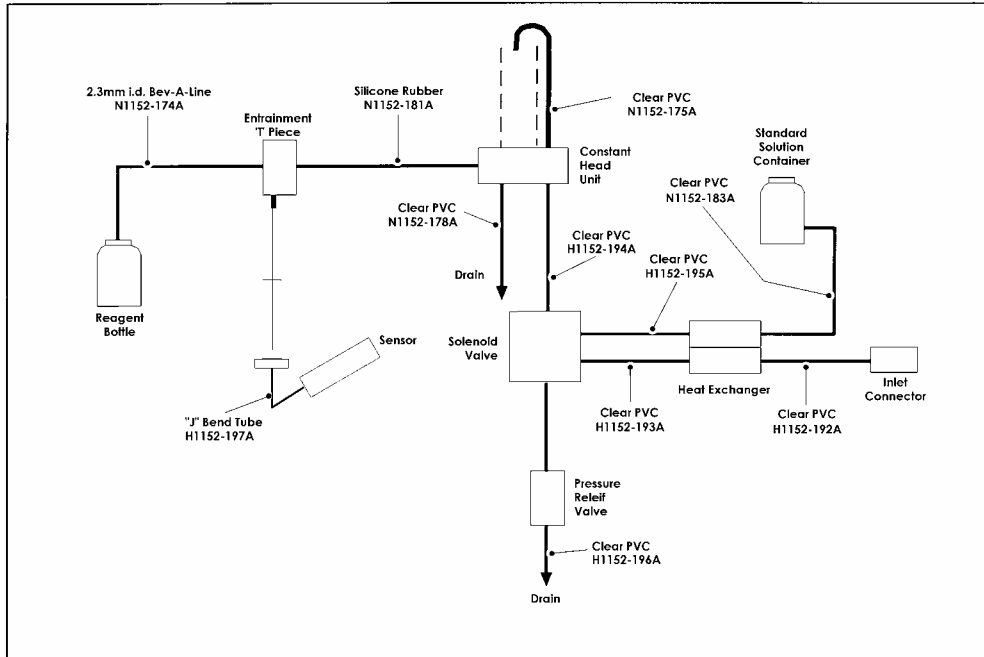 2.3mm i.d. Bev-A-Line
N1152-174A
Silicone Rubber
N1152-181A
Entrainment
'T' Piece
Clear PVC
N1152-175A
Constant
Head
Unit
Standard
Solution
Container
Clear PVC
N1152-183A
Clear PVC
N1152-178A
Clear PVC
H1152-194A
Clear PVC
H1152-195A
Drain
Reagent
Bottle
Sensor
Solenoid
Valve
Heat Exchanger
Inlet
Connector
"J" Bend Tube
H1152-197A
Clear PVC
H1152-193A
Clear PVC
H1152-192A
Pressure
Releif
Valve
Clear PVC
H1152-196A
Drain